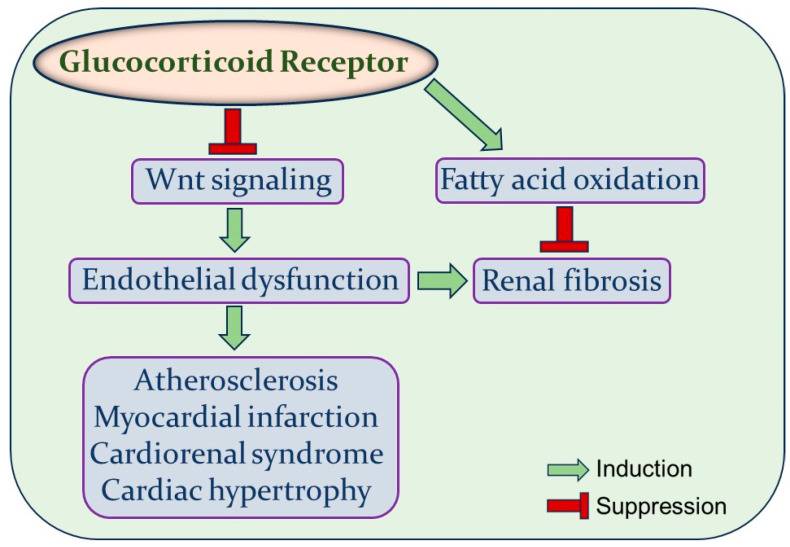 Glucocorticoid Receptor
Wnt signaling
Fatty acid oxidation
Endothelial dysfunction
Renal fibrosis
Atherosclerosis
Myocardial infarction
Cardiorenal syndrome
Cardiac hypertrophy
Induction
Suppression